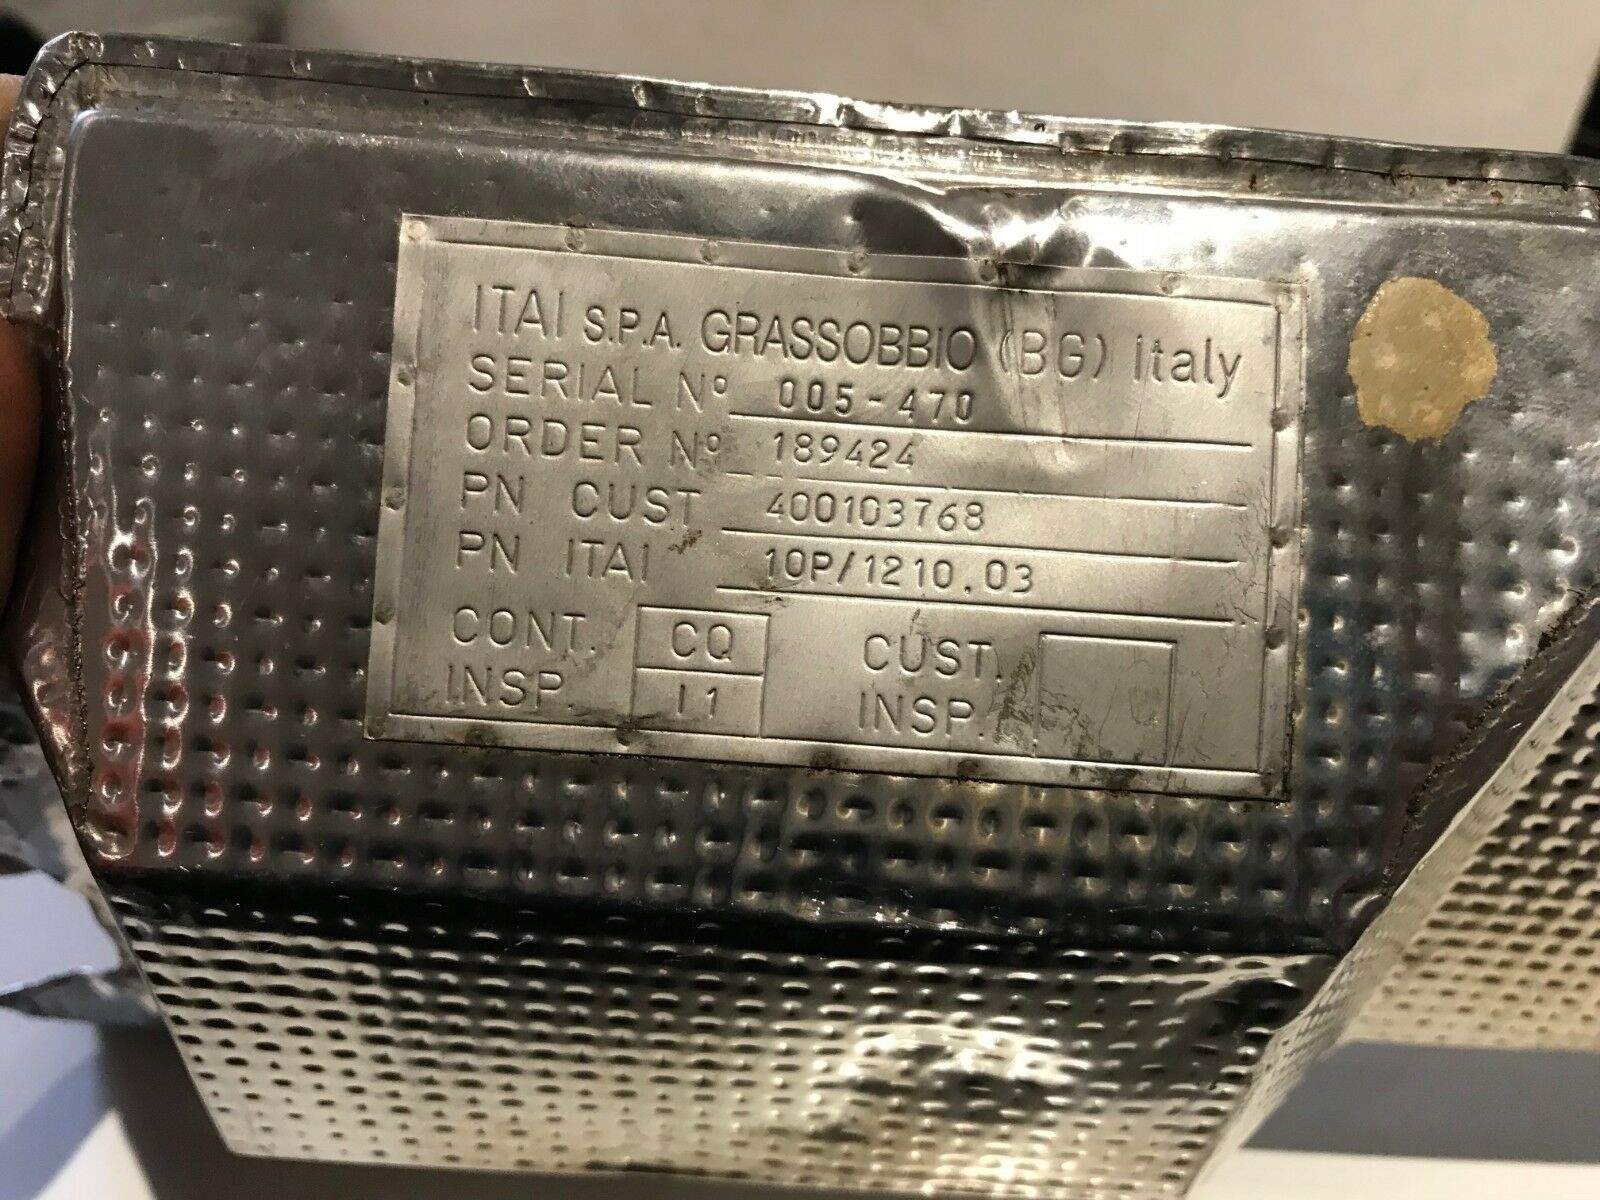 ITAI S.P.A. GRASSOBBIO (BG) Italy
SERIAL Nº 005-470
ORDER Nº 189424
PN CUST 400103768
PN ITAI 10P/1210.03
CONT. CQ CUST.
INSP. I1 INSP.